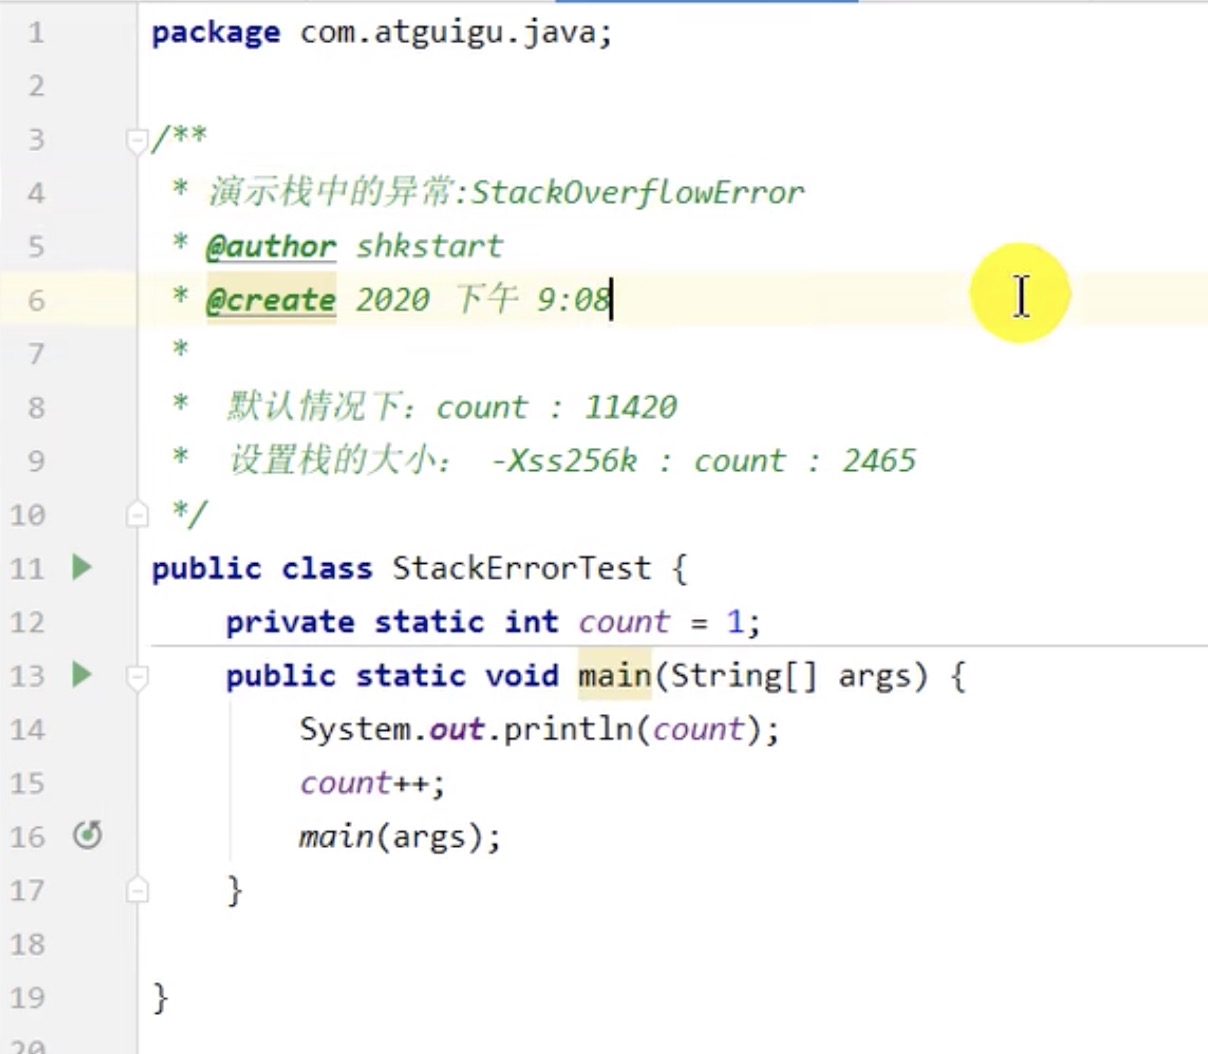 1 package com.atguigu.java;
2
3 /**
4 * 演示栈中的异常:StackOverflowError
5 * @author shkstart
6 * @create 2020 下午 9:08
7 *
8 * 默认情况下：count : 11420
9 * 设置栈的大小： -Xss256k : count : 2465
10 */
11 public class StackErrorTest {
12 private static int count = 1;
13 public static void main(String[] args) {
14 System.out.println(count);
15 count++;
16 main(args);
17 }
18
19 }
20